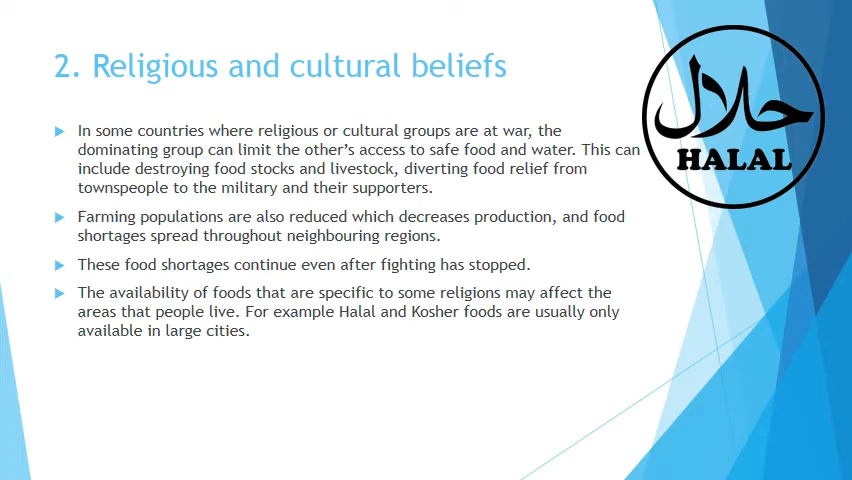 2. Religious and cultural beliefs
In some countries where religious or cultural groups are at war, the
dominating group can limit the other's access to safe food and water. This can
include destroying food stocks and livestock, diverting food relief from
townspeople to the military and their supporters.
Farming populations are also reduced which decreases production, and food
shortages spread throughout neighbouring regions.
These food shortages continue even after fighting has stopped.
The availability of foods that are specific to some religions may affect the
areas that people live. For example Halal and Kosher foods are usually only
available in large cities.
حلال
HALAL